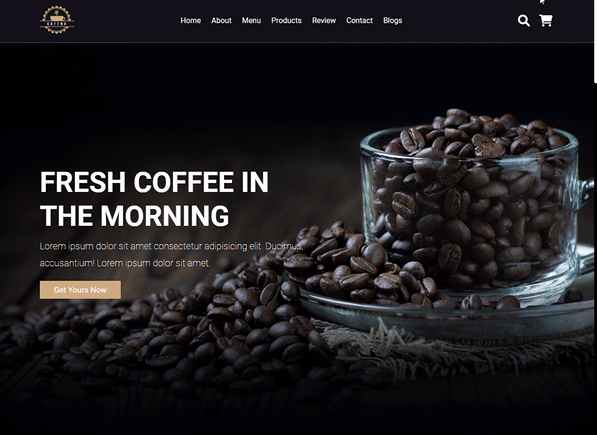 Home About Menu Products Review Contact Blogs
FRESH COFFEE IN
THE MORNING
Lorem ipsum dolor sit amet consectetur adipisicing elit. Ducimus,
accusantium! Lorem ipsum dolor sit amet.
Get Yours Now